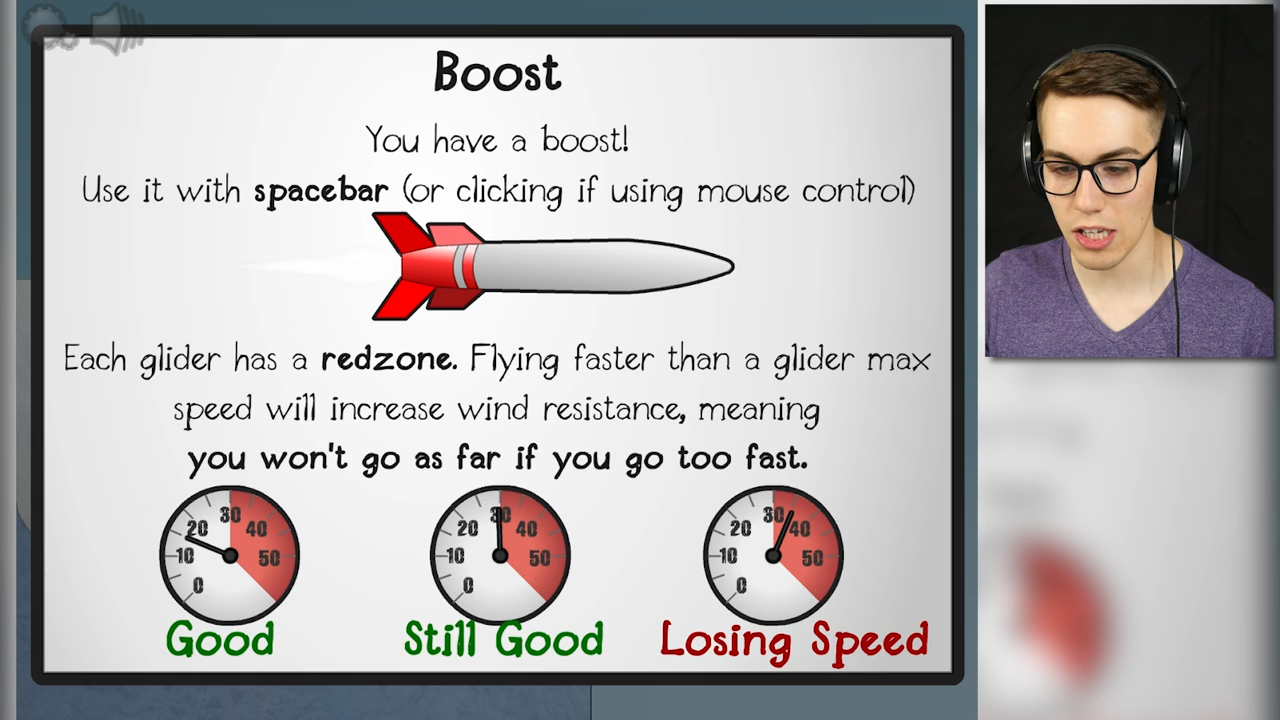 Boost
You have a boost!
Use it with spacebar (or clicking if using mouse control)
Each glider has a redzone. Flying faster than a glider max
speed will increase wind resistance, meaning
you won't go as far if you go too fast.
0 10 20 30 40 50
0 10 20 30 40 50
0 10 20 30 40 50
Good
Still Good
Losing Speed